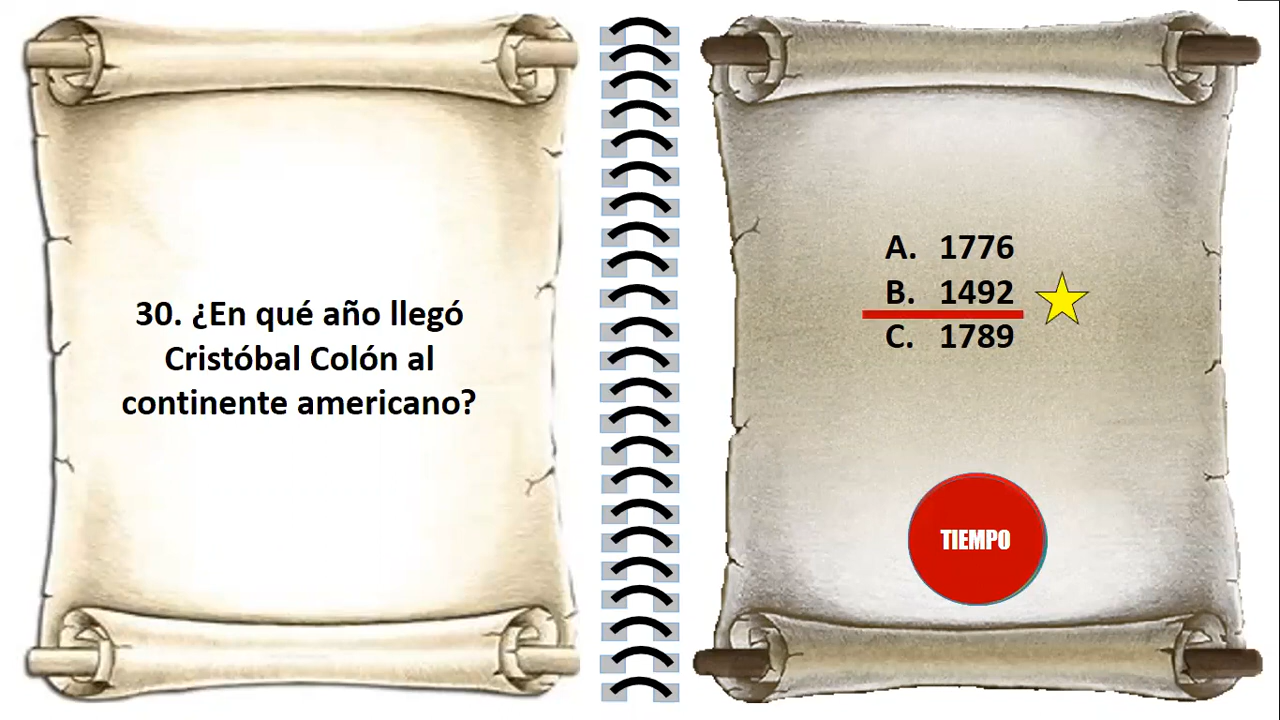 30. ¿En qué año llegó
Cristóbal Colón al
continente americano?
A. 1776
B. 1492
C. 1789
TIEMPO